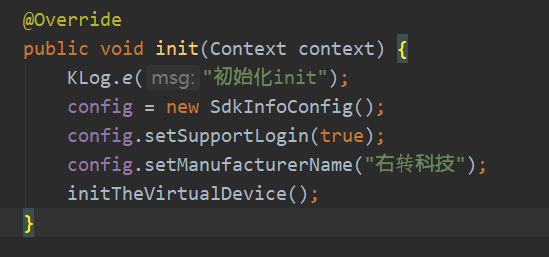 @Override
public void init(Context context) {
KLog.e( msg: "初始化init");
config = new SdkInfoConfig();
config.setSupportLogin(true);
config.setManufacturerName("右转科技");
initTheVirtualDevice();
}